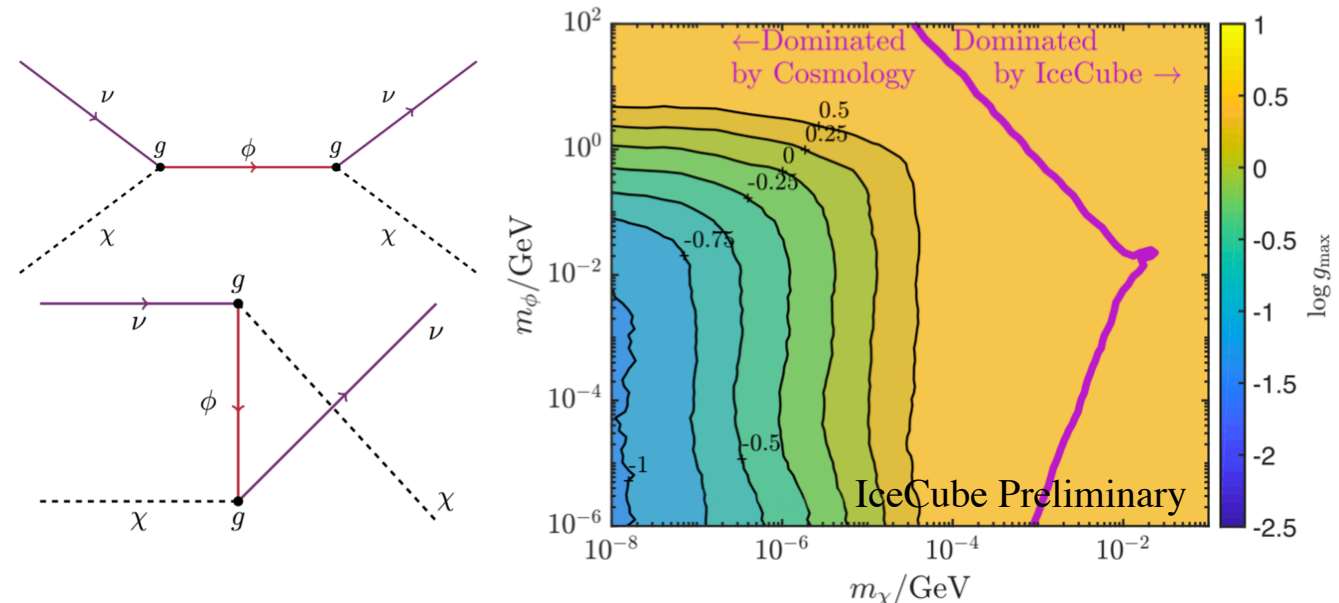 ν
ν
g
ϕ
g
χ
χ
g
ν
ν
ϕ
χ
g
χ
←Dominated
by Cosmology
Dominated
by IceCube →
0.5
0.25
0
-0.25
-0.75
-0.5
-1
IceCube Preliminary
10²
10⁰
10⁻²
10⁻⁴
10⁻⁶
m_ϕ/GeV
10⁻⁸
10⁻⁶
10⁻⁴
10⁻²
m_χ/GeV
1
0.5
0
-0.5
-1
-1.5
-2
-2.5
log g_max